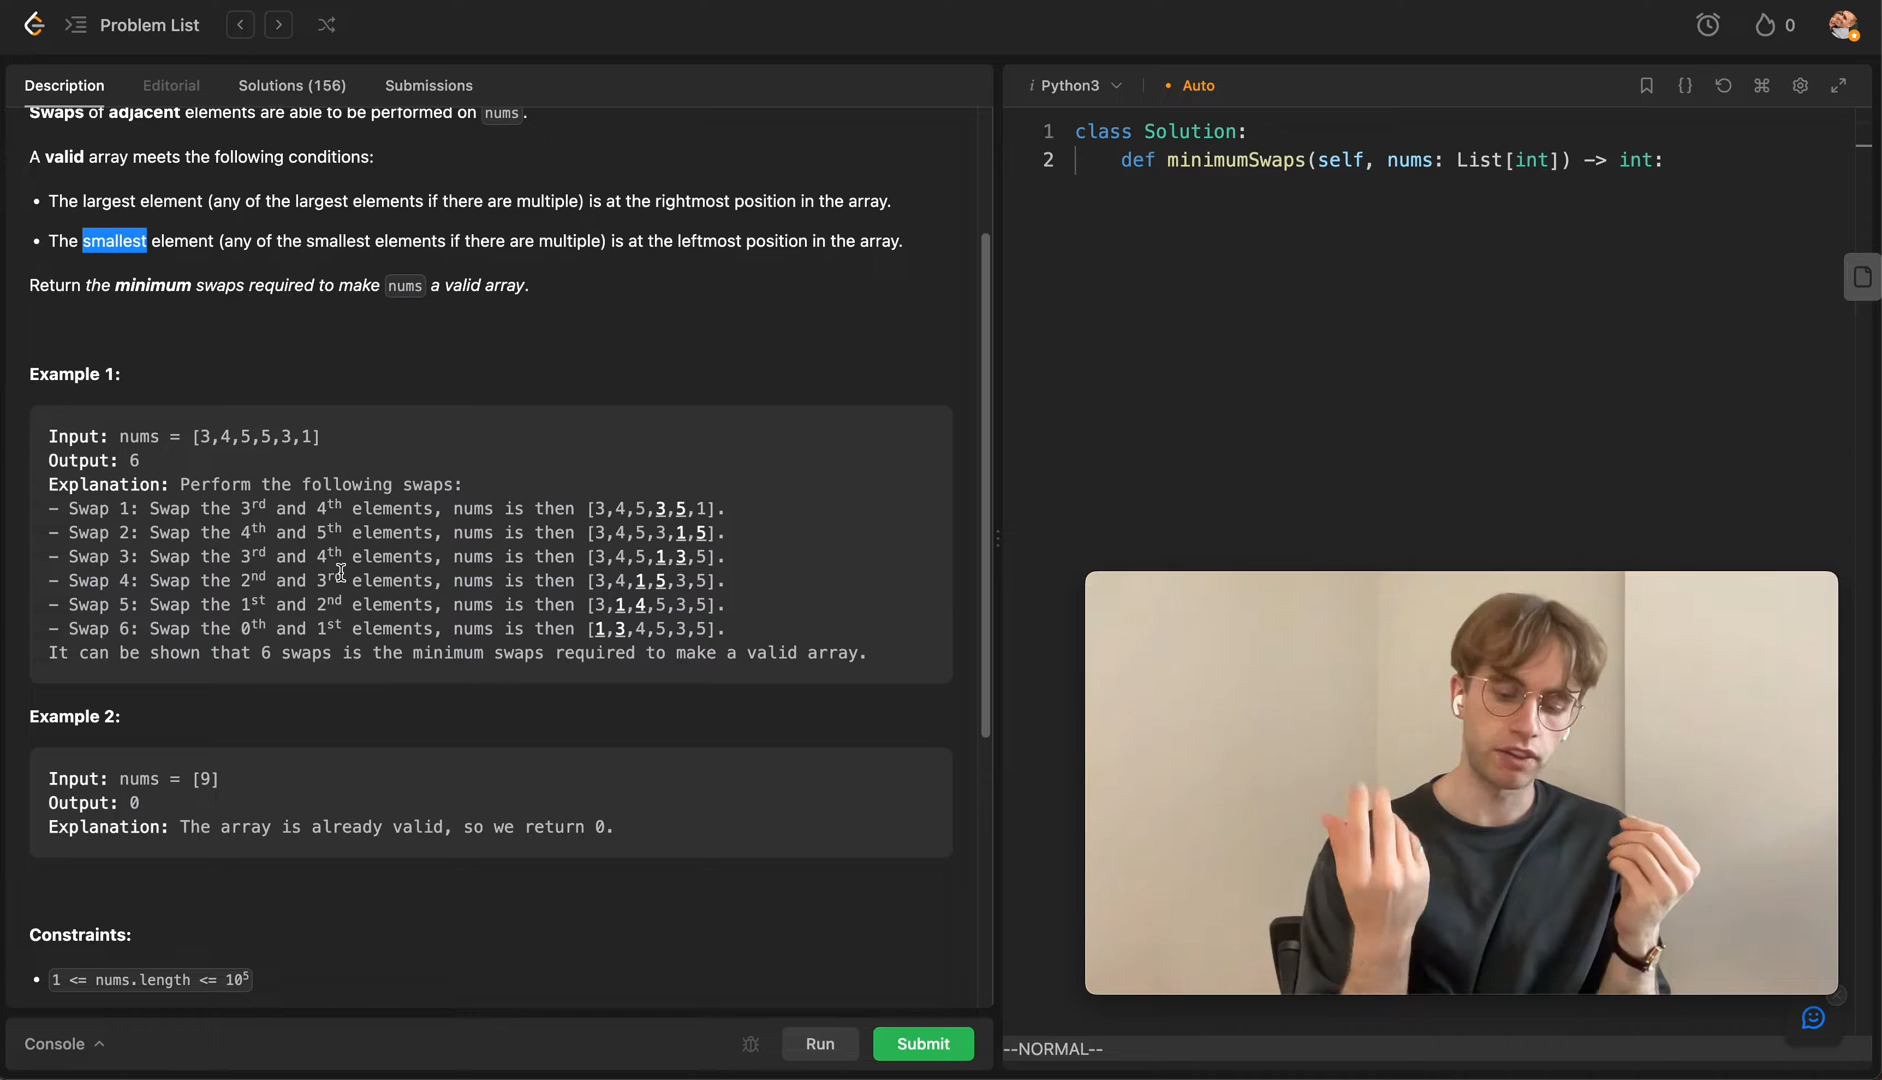 Problem List
0
Description
Editorial
Solutions (156)
Submissions
Swaps of adjacent elements are able to be performed on nums.
A valid array meets the following conditions:
• The largest element (any of the largest elements if there are multiple) is at the rightmost position in the array.
• The smallest element (any of the smallest elements if there are multiple) is at the leftmost position in the array.
Return the minimum swaps required to make nums a valid array.
Example 1:
Input: nums = [3,4,5,5,3,1]
Output: 6
Explanation: Perform the following swaps:
- Swap 1: Swap the 3rd and 4th elements, nums is then [3,4,5,3,5,1].
- Swap 2: Swap the 4th and 5th elements, nums is then [3,4,5,3,1,5].
- Swap 3: Swap the 3rd and 4th elements, nums is then [3,4,5,1,3,5].
- Swap 4: Swap the 2nd and 3rd elements, nums is then [3,4,1,5,3,5].
- Swap 5: Swap the 1st and 2nd elements, nums is then [3,1,4,5,3,5].
- Swap 6: Swap the 0th and 1st elements, nums is then [1,3,4,5,3,5].
It can be shown that 6 swaps is the minimum swaps required to make a valid array.
Example 2:
Input: nums = [9]
Output: 0
Explanation: The array is already valid, so we return 0.
Constraints:
• 1 <= nums.length <= 10^5
Console
Run
Submit
i Python3
• Auto
{}
1 class Solution:
2 def minimumSwaps(self, nums: List[int]) -> int:
--NORMAL--